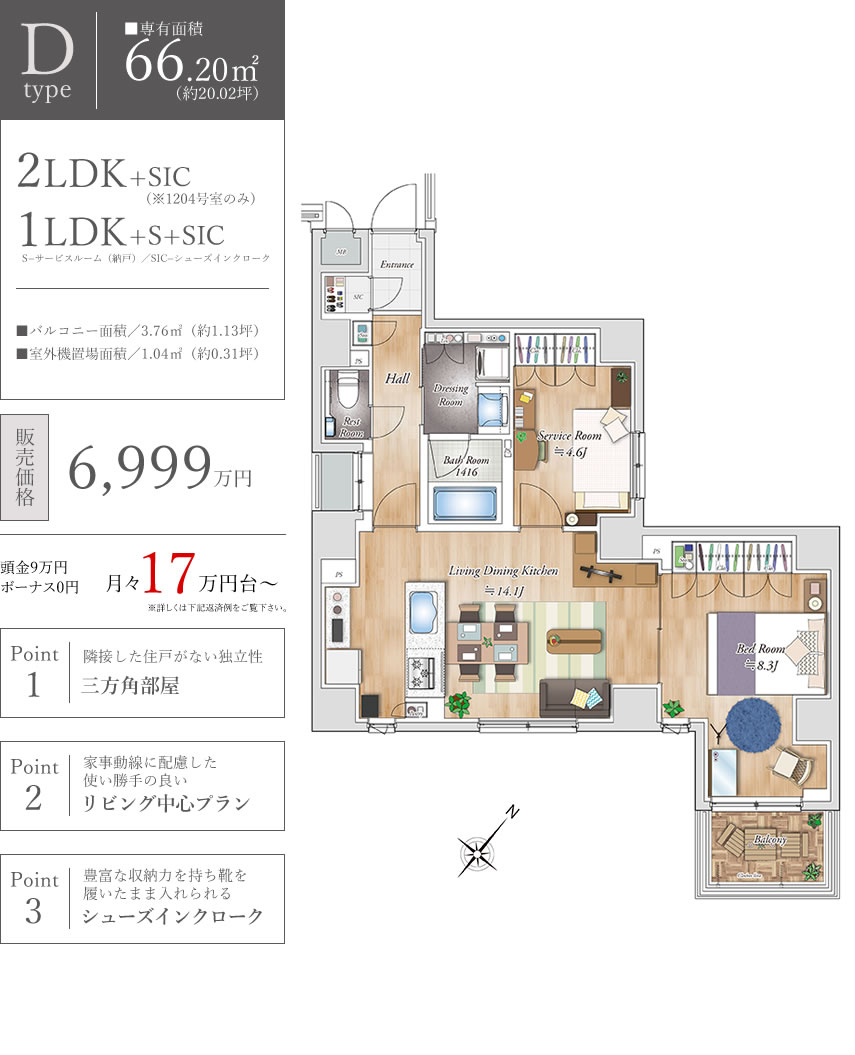 D
type
■専有面積
66.20㎡
(約20.02坪)
2LDK+SIC
(※1204号室のみ)
1LDK+S+SIC
S=サービスルーム（納戸）／SIC=シューズインクローク
■バルコニー面積／3.76㎡（約1.13坪）
■室外機置場面積／1.04㎡（約0.31坪）
販売価格
6,999万円
頭金9万円
ボーナス0円
月々17万円台～
※詳しくは下記返済例をご覧下さい。
Point
1
隣接した住戸がない独立性
三方角部屋
Point
2
家事動線に配慮した
使い勝手の良い
リビング中心プラン
Point
3
豊富な収納力を持ち靴を
履いたまま入れられる
シューズインクローク
MB
Entrance
SIC
PS
Hall
Dressing
Room
Rest
Room
Bath Room
1416
Service Room
≒4.6J
PS
PS
Living Dining Kitchen
≒14.1J
Bed Room
≒8.3J
Balcony
N